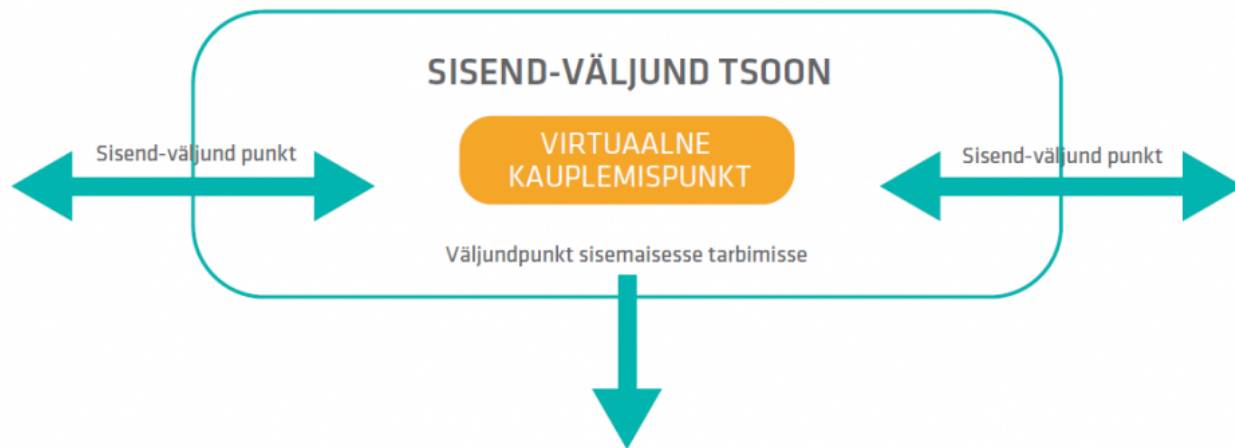 SISEND-VÄLJUND TSOON
VIRTUAALNE
KAUPLEMISPUNKT
Sisend-väljund punkt
Sisend-väljund punkt
Väljundpunkt sisemaisesse tarbimisse